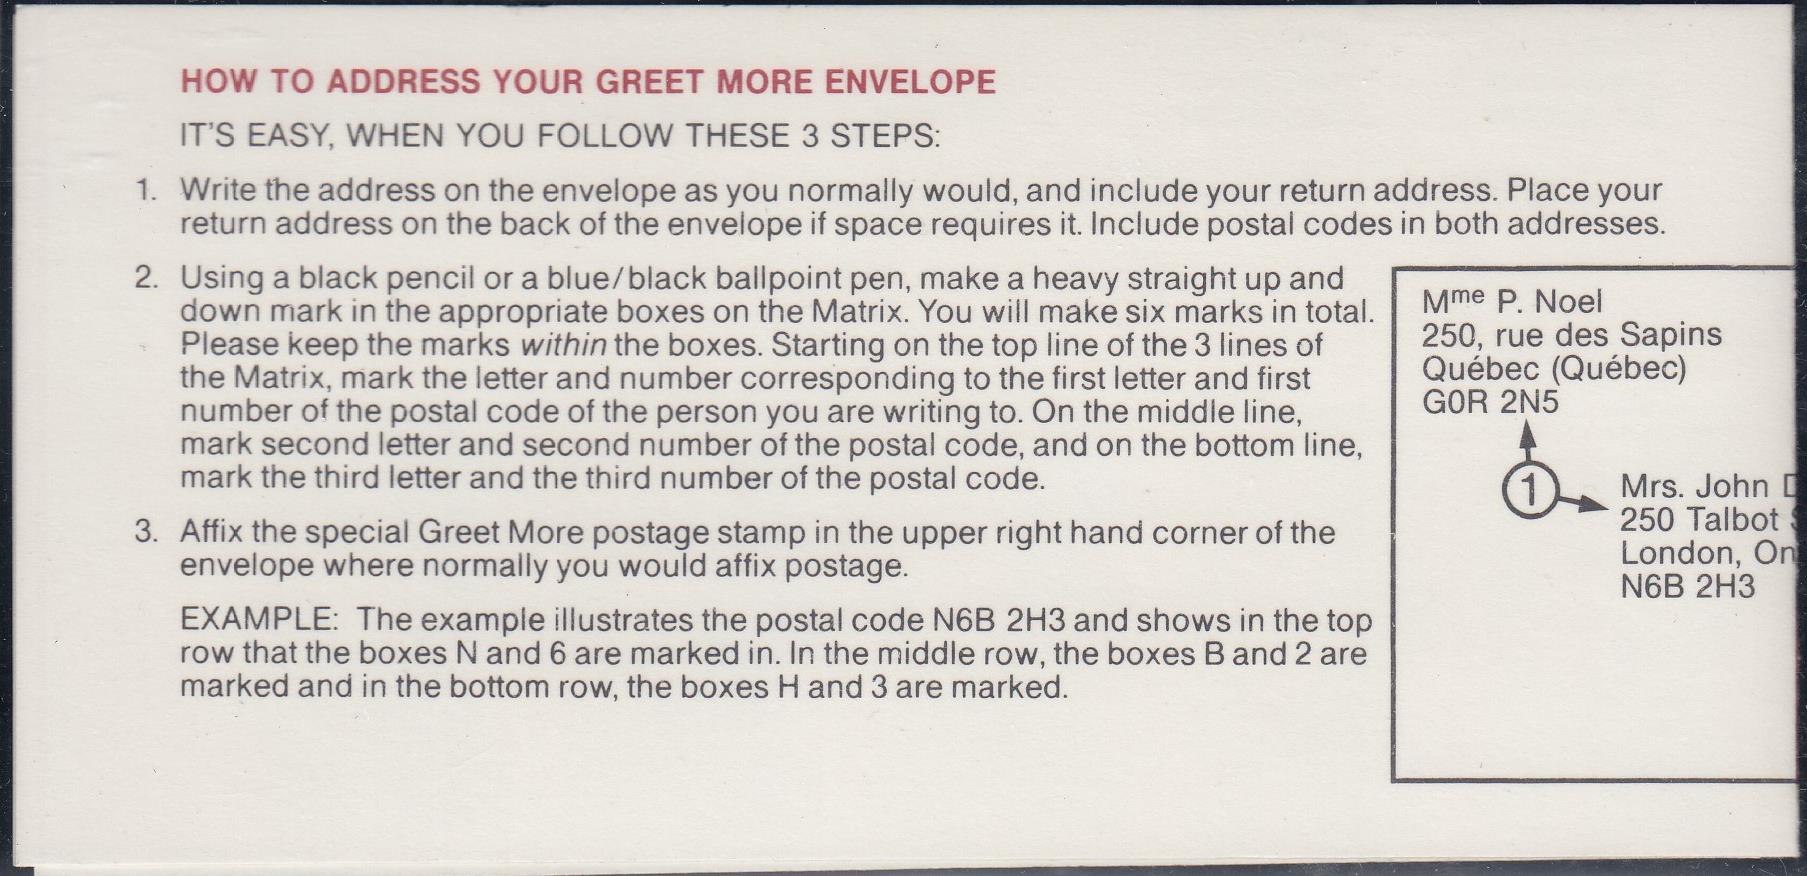 HOW TO ADDRESS YOUR GREET MORE ENVELOPE
IT'S EASY, WHEN YOU FOLLOW THESE 3 STEPS:
1. Write the address on the envelope as you normally would, and include your return address. Place your
return address on the back of the envelope if space requires it. Include postal codes in both addresses.
2. Using a black pencil or a blue/black ballpoint pen, make a heavy straight up and
down mark in the appropriate boxes on the Matrix. You will make six marks in total.
Please keep the marks within the boxes. Starting on the top line of the 3 lines of
the Matrix, mark the letter and number corresponding to the first letter and first
number of the postal code of the person you are writing to. On the middle line,
mark second letter and second number of the postal code, and on the bottom line,
mark the third letter and the third number of the postal code.
3. Affix the special Greet More postage stamp in the upper right hand corner of the
envelope where normally you would affix postage.
EXAMPLE: The example illustrates the postal code N6B 2H3 and shows in the top
row that the boxes N and 6 are marked in. In the middle row, the boxes B and 2 are
marked and in the bottom row, the boxes H and 3 are marked.
Mme P. Noel
250, rue des Sapins
Québec (Québec)
G0R 2N5
1
Mrs. John
250 Talbot
London, On
N6B 2H3